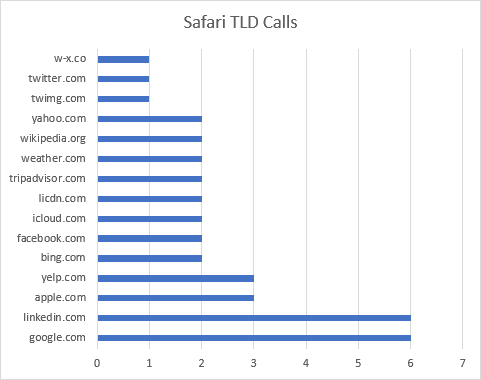 Safari TLD Calls
w-x.co
twitter.com
twimg.com
yahoo.com
wikipedia.org
weather.com
tripadvisor.com
licdn.com
icloud.com
facebook.com
bing.com
yelp.com
apple.com
linkedin.com
google.com
0 1 2 3 4 5 6 7